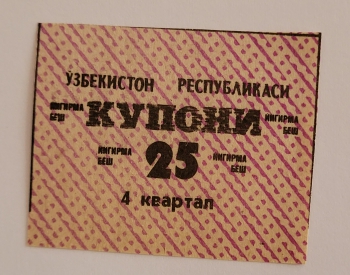 ЎЗБЕКИСТОН РЕСПУБЛИКАСИ
ЙИГИРМА БЕШ КУПОНИ ЙИГИРМА БЕШ
ЙИГИРМА БЕШ 25 ЙИГИРМА БЕШ
4 квартал